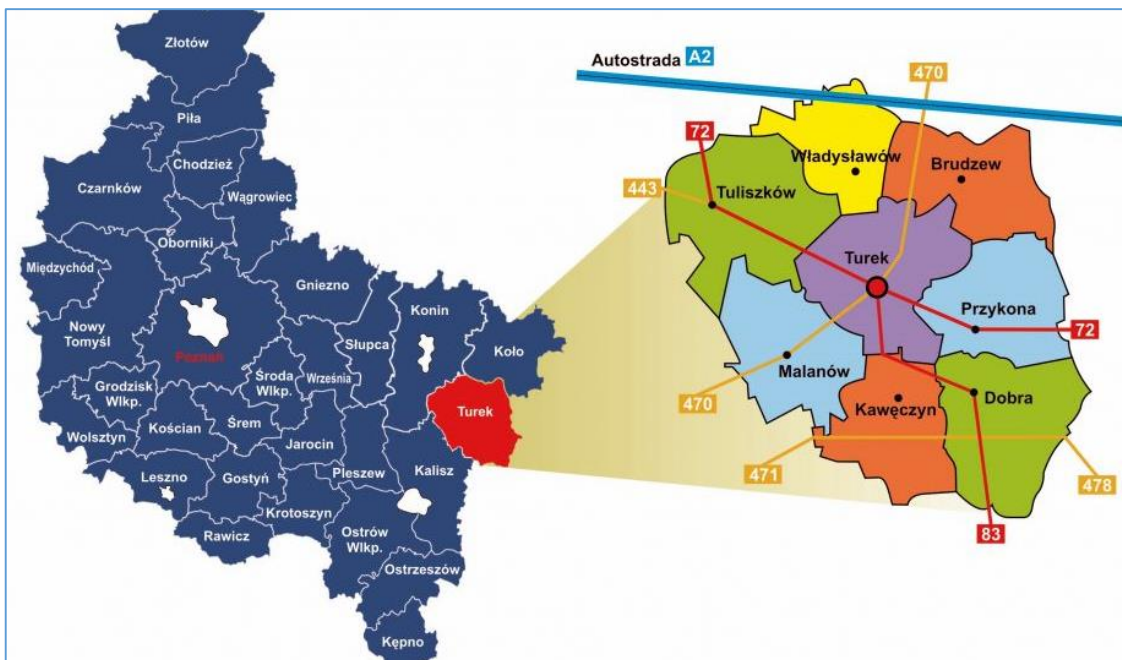 Złotów
Piła
Chodzież
Czarnków
Wągrowiec
Oborniki
Międzychód
Gniezno
Konin
Nowy
Tomyśl
Słupca
Koło
Poznań
Środa
Wlkp.
Września
Grodzisk
Wlkp.
Turek
Kościan
Śrem
Wolsztyn
Jarocin
Leszno
Gostyń
Pleszew
Kalisz
Krotoszyn
Rawicz
Ostrów
Wlkp.
Ostrzeszów
Kępno
Autostrada A2
470
72
Władysławów
Brudzew
443
Tuliszków
Turek
Przykona
72
Malanów
470
Kawęczyn
Dobra
471
478
83